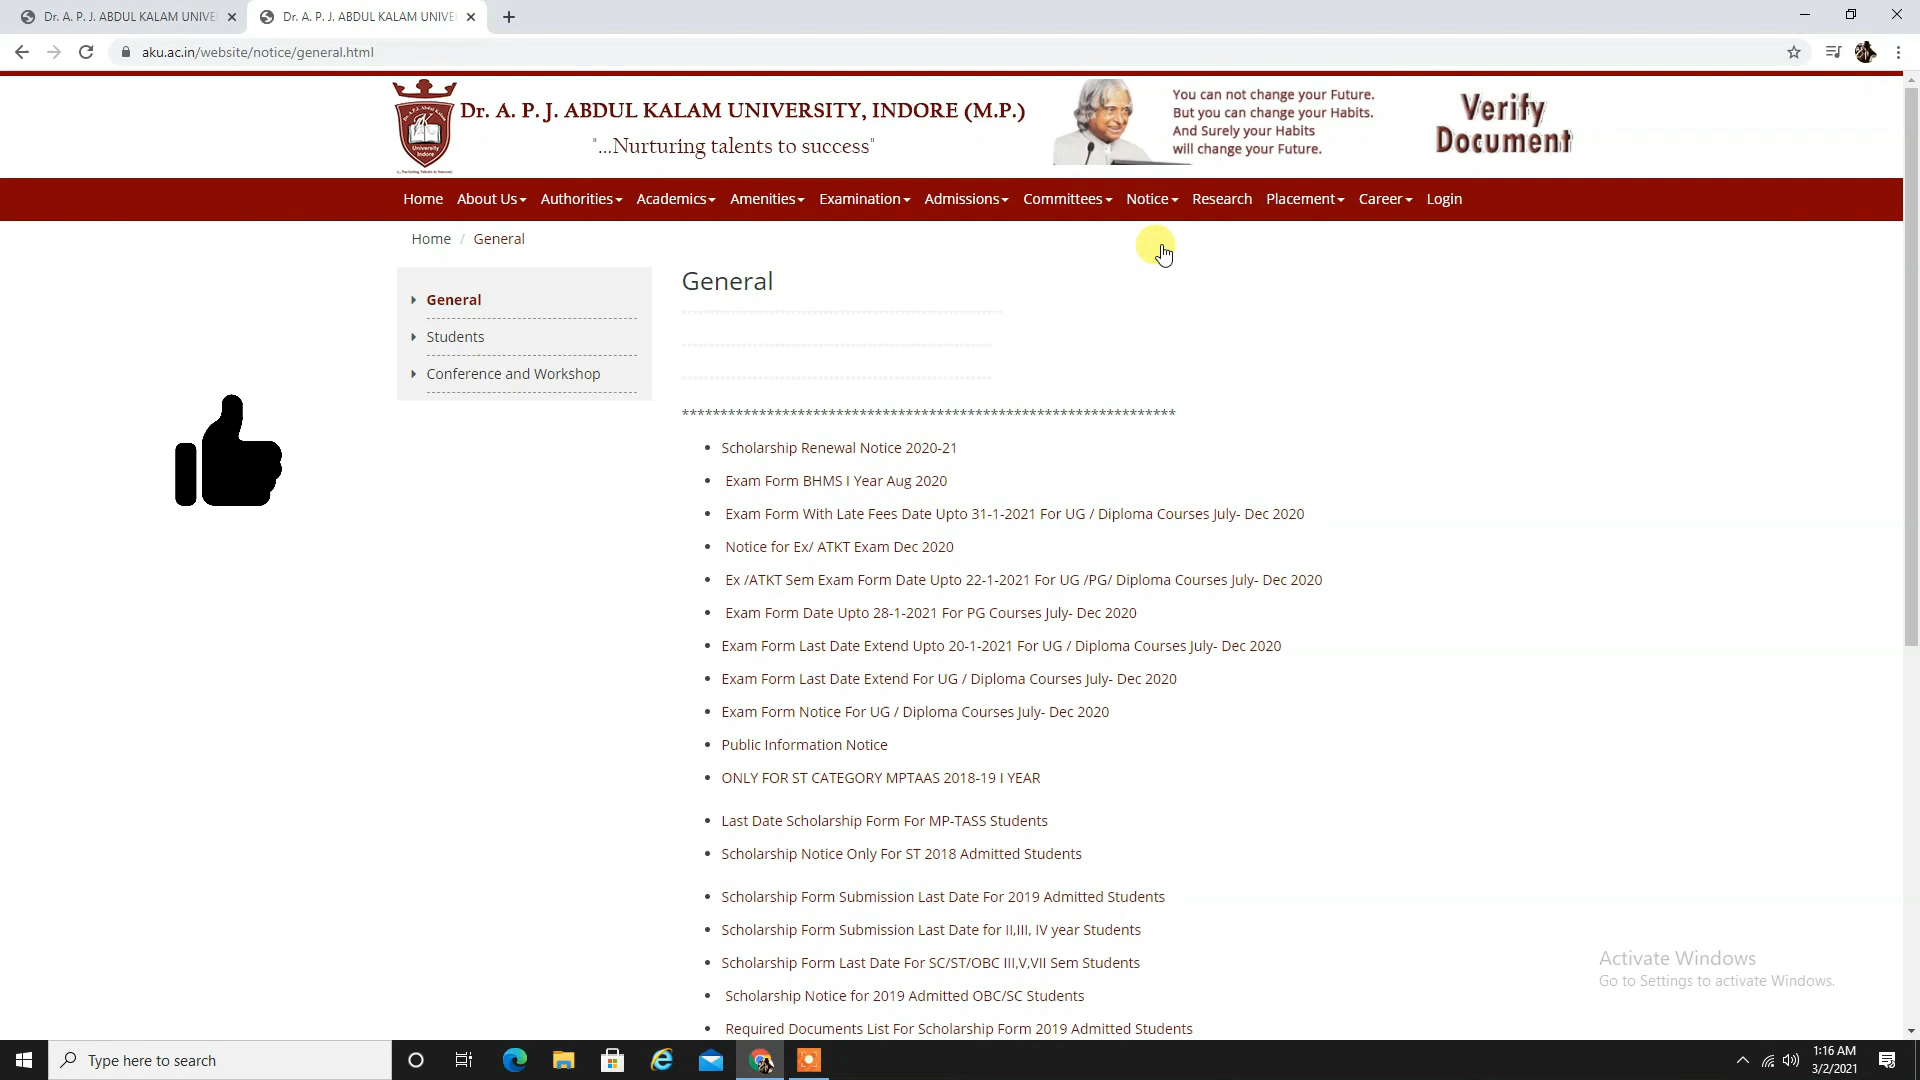 Dr. A. P. J. ABDUL KALAM UNIVE
Dr. A. P. J. ABDUL KALAM UNIVE
aku.ac.in/website/notice/general.html
Dr. A. P. J. ABDUL KALAM UNIVERSITY, INDORE (M.P.)
"...Nurturing talents to success"
You can not change your Future.
But you can change your Habits.
And Surely your Habits
will change your Future.
Verify
Document
Home About Us Authorities Academics Amenities Examination Admissions Committees Notice Research Placement Career Login
Home / General
General
Students
Conference and Workshop
General
****************************************************************
Scholarship Renewal Notice 2020-21
Exam Form BHMS I Year Aug 2020
Exam Form With Late Fees Date Upto 31-1-2021 For UG / Diploma Courses July- Dec 2020
Notice for Ex/ ATKT Exam Dec 2020
Ex /ATKT Sem Exam Form Date Upto 22-1-2021 For UG /PG/ Diploma Courses July- Dec 2020
Exam Form Date Upto 28-1-2021 For PG Courses July- Dec 2020
Exam Form Last Date Extend Upto 20-1-2021 For UG / Diploma Courses July- Dec 2020
Exam Form Last Date Extend For UG / Diploma Courses July- Dec 2020
Exam Form Notice For UG / Diploma Courses July- Dec 2020
Public Information Notice
ONLY FOR ST CATEGORY MPTAAS 2018-19 I YEAR
Last Date Scholarship Form For MP-TASS Students
Scholarship Notice Only For ST 2018 Admitted Students
Scholarship Form Submission Last Date For 2019 Admitted Students
Scholarship Form Submission Last Date for II,III, IV year Students
Scholarship Form Last Date For SC/ST/OBC III,V,VII Sem Students
Scholarship Notice for 2019 Admitted OBC/SC Students
Required Documents List For Scholarship Form 2019 Admitted Students
Activate Windows
Go to Settings to activate Windows.
Type here to search
1:16 AM
3/2/2021